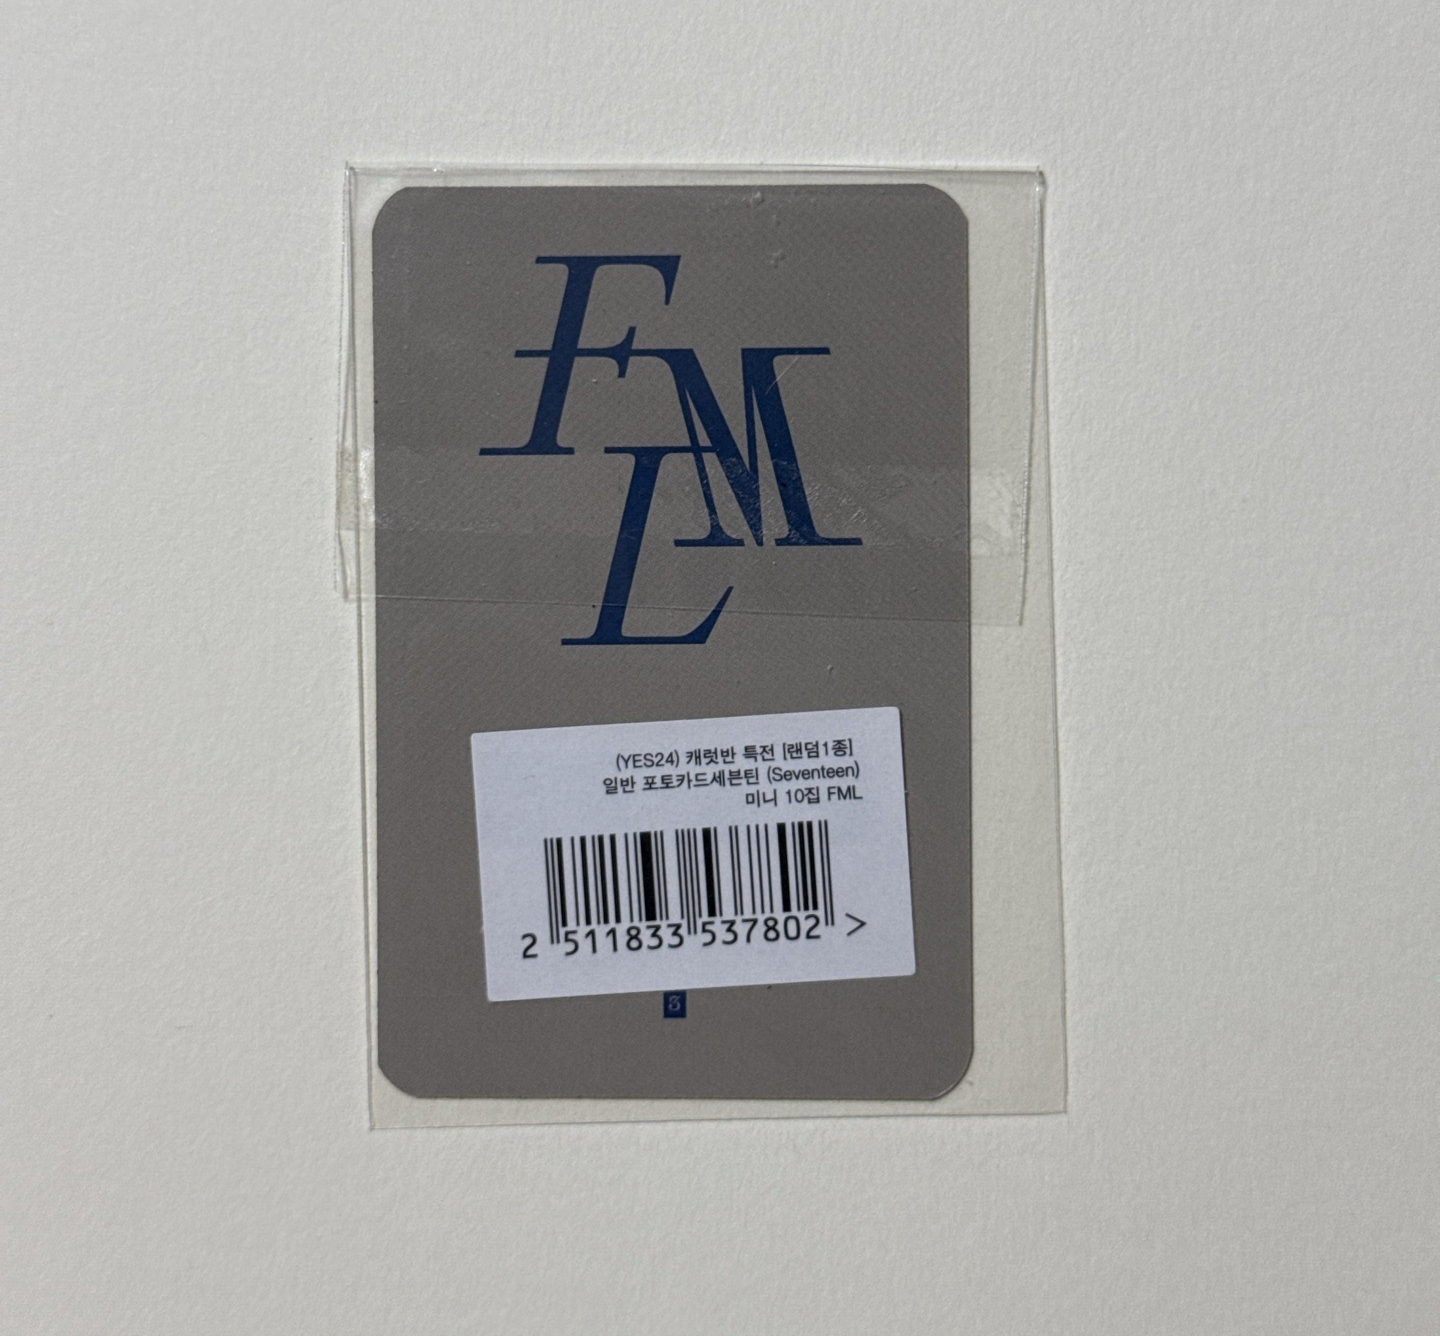 FML
(YES24) 캐럿반 특전 [랜덤1종]
일반 포토카드세븐틴 (Seventeen)
미니 10집 FML
2 511833 537802 >